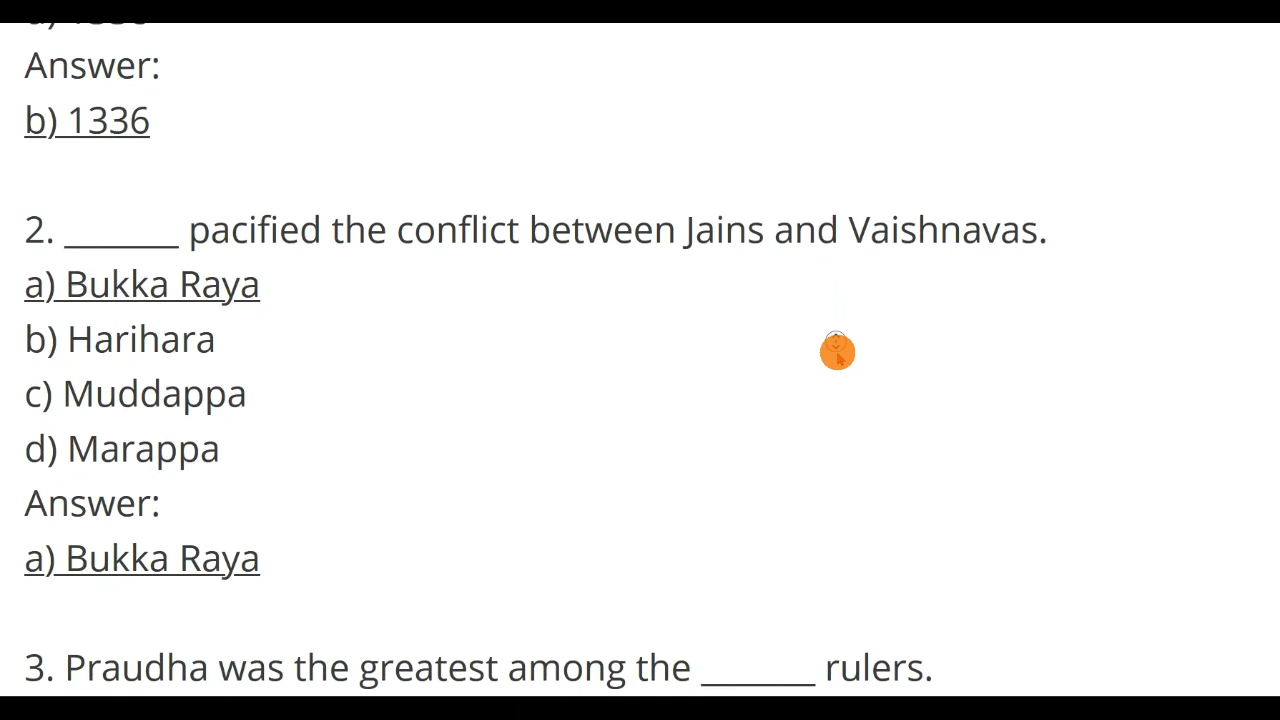 Answer:
b) 1336
2. _______ pacified the conflict between Jains and Vaishnavas.
a) Bukka Raya
b) Harihara
c) Muddappa
d) Marappa
Answer:
a) Bukka Raya
3. Praudha was the greatest among the _______ rulers.